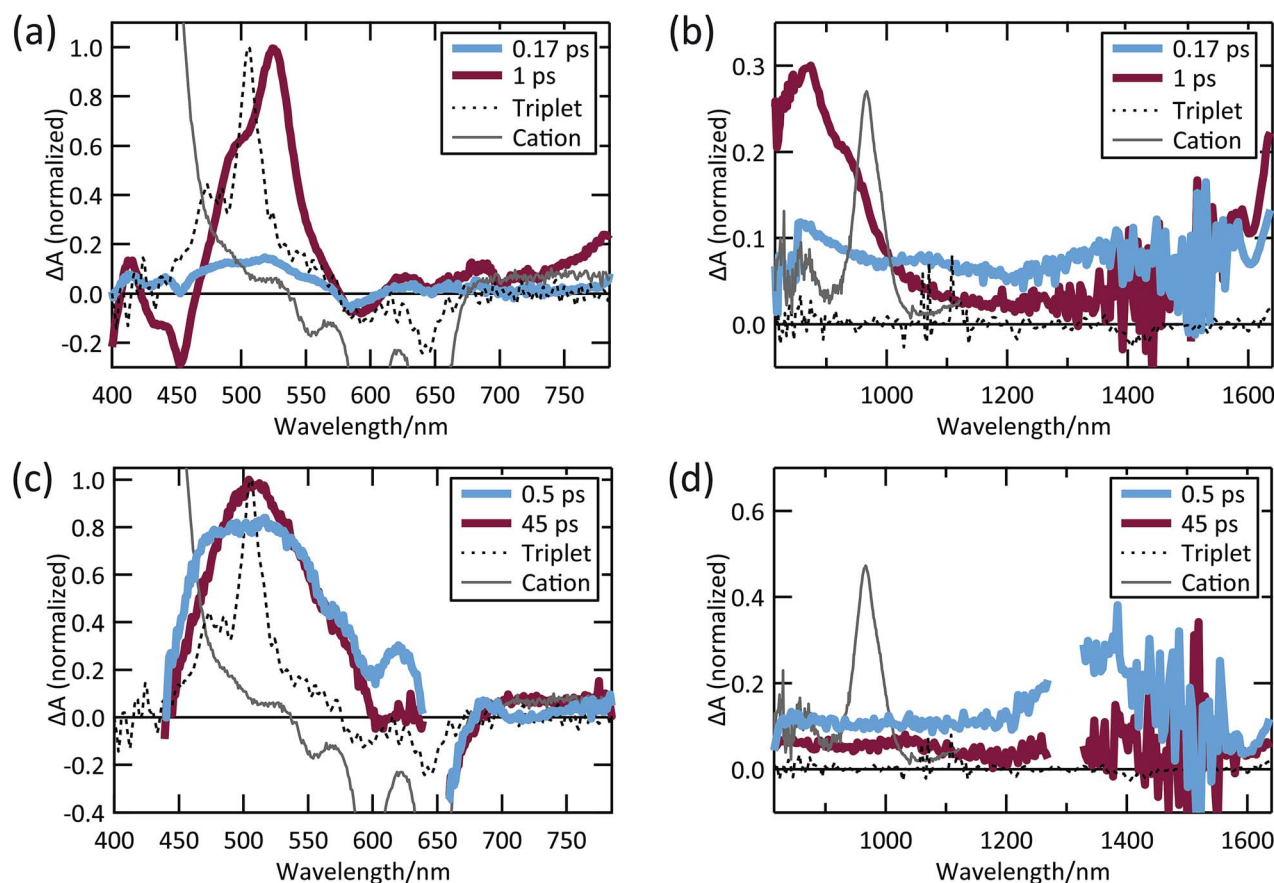 (a)
1.0
0.8
0.6
0.4
0.2
0.0
-0.2
ΔA (normalized)
0.17 ps
1 ps
Triplet
Cation
400 450 500 550 600 650 700 750
Wavelength/nm
(b)
0.3
0.2
0.1
0.0
ΔA (normalized)
0.17 ps
1 ps
Triplet
Cation
1000 1200 1400 1600
Wavelength/nm
(c)
1.0
0.8
0.6
0.4
0.2
0.0
-0.2
-0.4
ΔA (normalized)
0.5 ps
45 ps
Triplet
Cation
400 450 500 550 600 650 700 750
Wavelength/nm
(d)
0.6
0.4
0.2
0.0
ΔA (normalized)
0.5 ps
45 ps
Triplet
Cation
1000 1200 1400 1600
Wavelength/nm